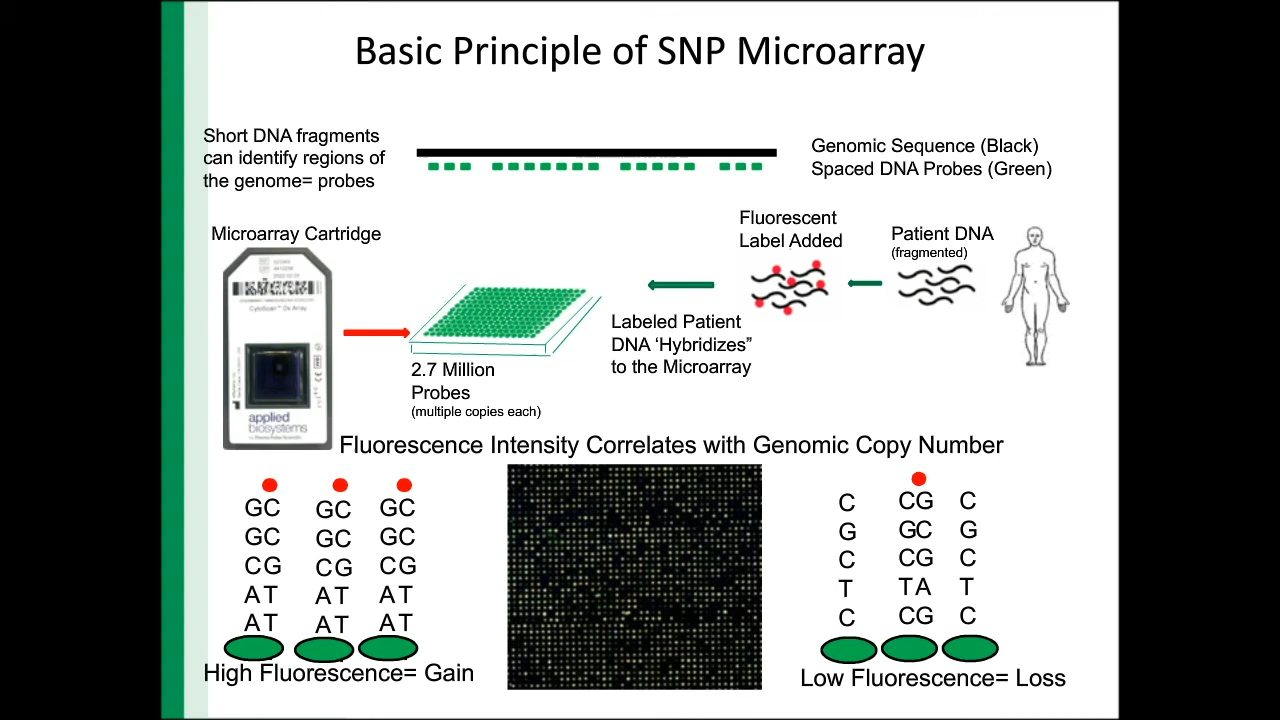 Basic Principle of SNP Microarray
Short DNA fragments
can identify regions of
the genome= probes
Genomic Sequence (Black)
Spaced DNA Probes (Green)
Microarray Cartridge
Fluorescent
Label Added
Patient DNA
(fragmented)
CytoScan™ Dx Array
applied
biosystems
Labeled Patient
DNA ‘Hybridizes”
to the Microarray
2.7 Million
Probes
(multiple copies each)
Fluorescence Intensity Correlates with Genomic Copy Number
GC GC GC
GC GC GC
CG CG CG
AT AT AT
AT AT AT
High Fluorescence= Gain
C CG C
G GC G
C CG C
T TA T
C CG C
Low Fluorescence= Loss